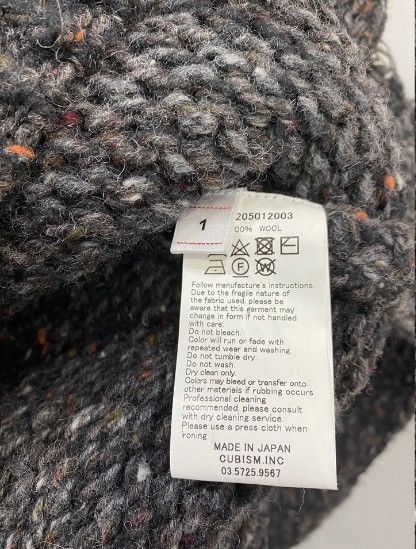 1
205012003
00% WOOL
Follow manufacture's instructions.
Due to the fragile nature of
the fabric used, please be
aware that this garment may
change in form if not handled
with care.
Do not bleach.
Color will run or fade with
repeated wear and washing
Do not tumble dry.
Do not wash.
Dry clean only.
Colors may bleed or transfer onto
other materials if rubbing occurs.
Professional cleaning
recommended, please consult
with dry cleaning service.
Please use a press cloth when
ironing
MADE IN JAPAN
CUBISM.INC
03.5725.9567